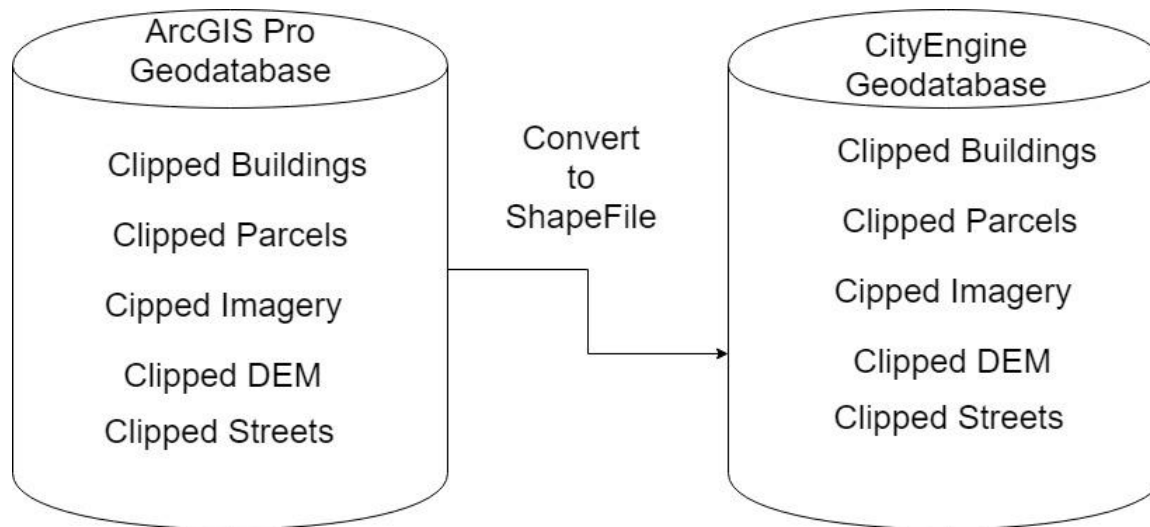 ArcGIS Pro
Geodatabase
Clipped Buildings
Clipped Parcels
Cipped Imagery
Clipped DEM
Clipped Streets
Convert
to
ShapeFile
CityEngine
Geodatabase
Clipped Buildings
Clipped Parcels
Cipped Imagery
Clipped DEM
Clipped Streets